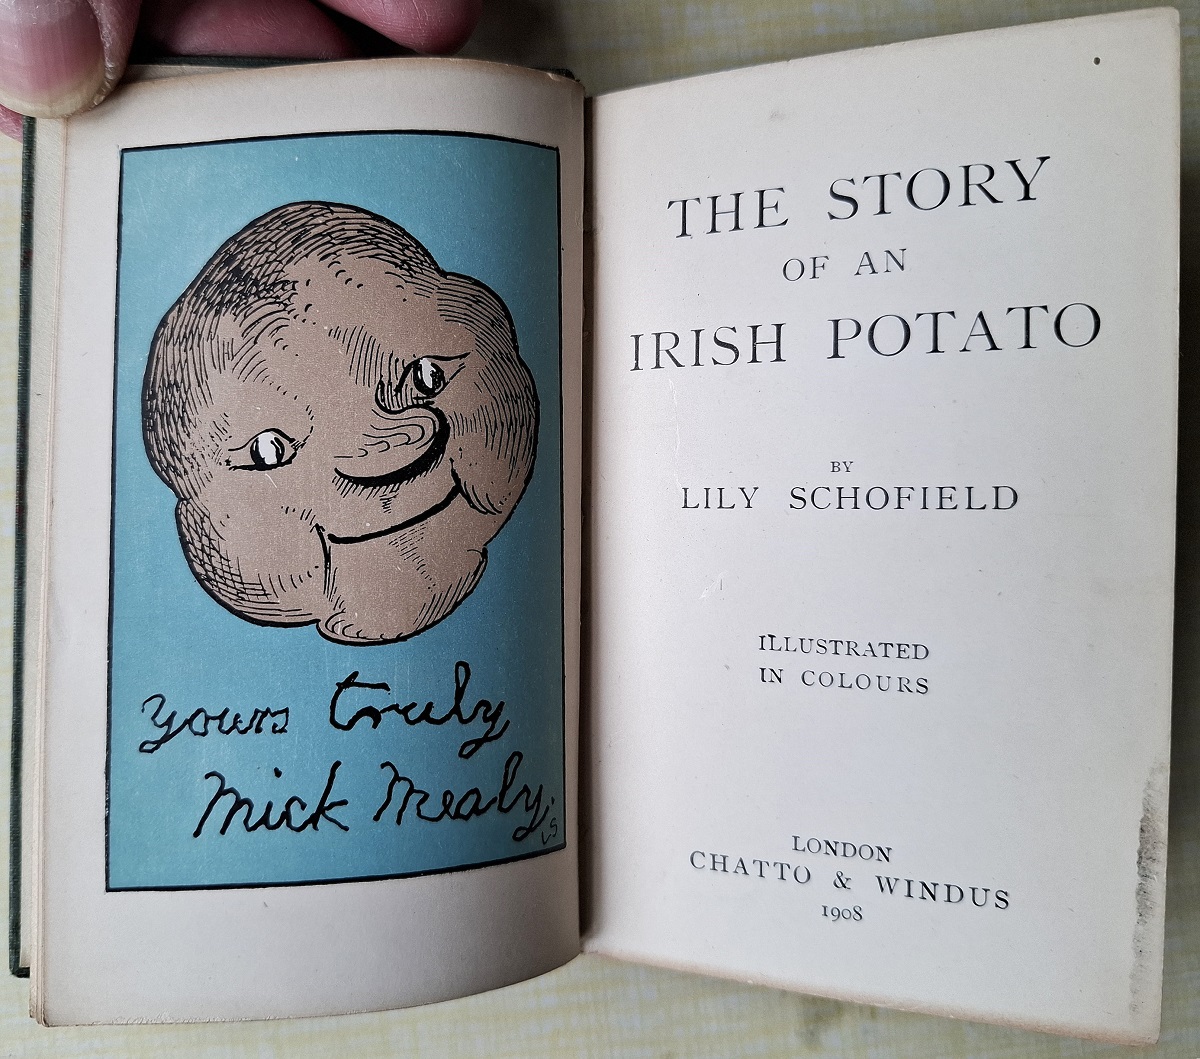 yours truly
Mick Mealy.
LS
THE STORY
OF AN
IRISH POTATO
BY
LILY SCHOFIELD
ILLUSTRATED
IN COLOURS
LONDON
CHATTO & WINDUS
1908